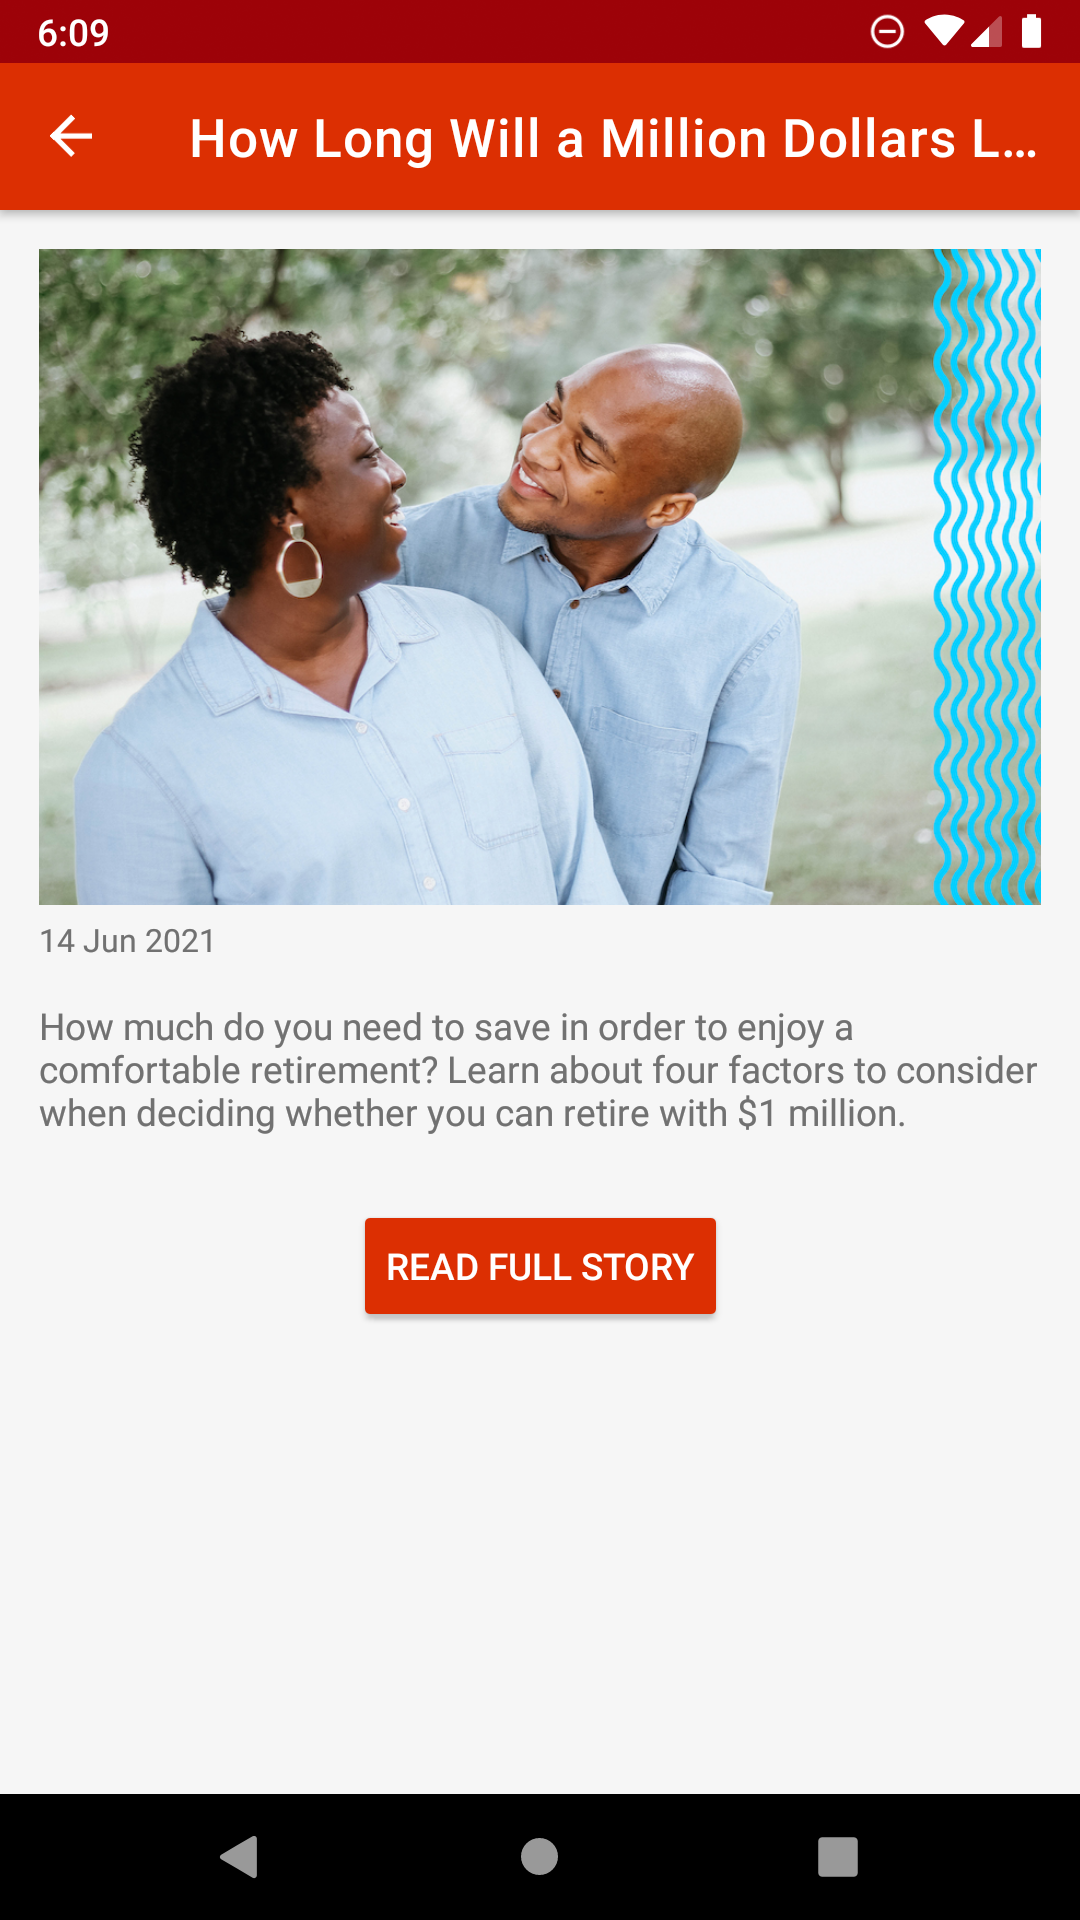 6:09
How Long Will a Million Dollars L...
14 Jun 2021
How much do you need to save in order to enjoy a
comfortable retirement? Learn about four factors to consider
when deciding whether you can retire with $1 million.
READ FULL STORY